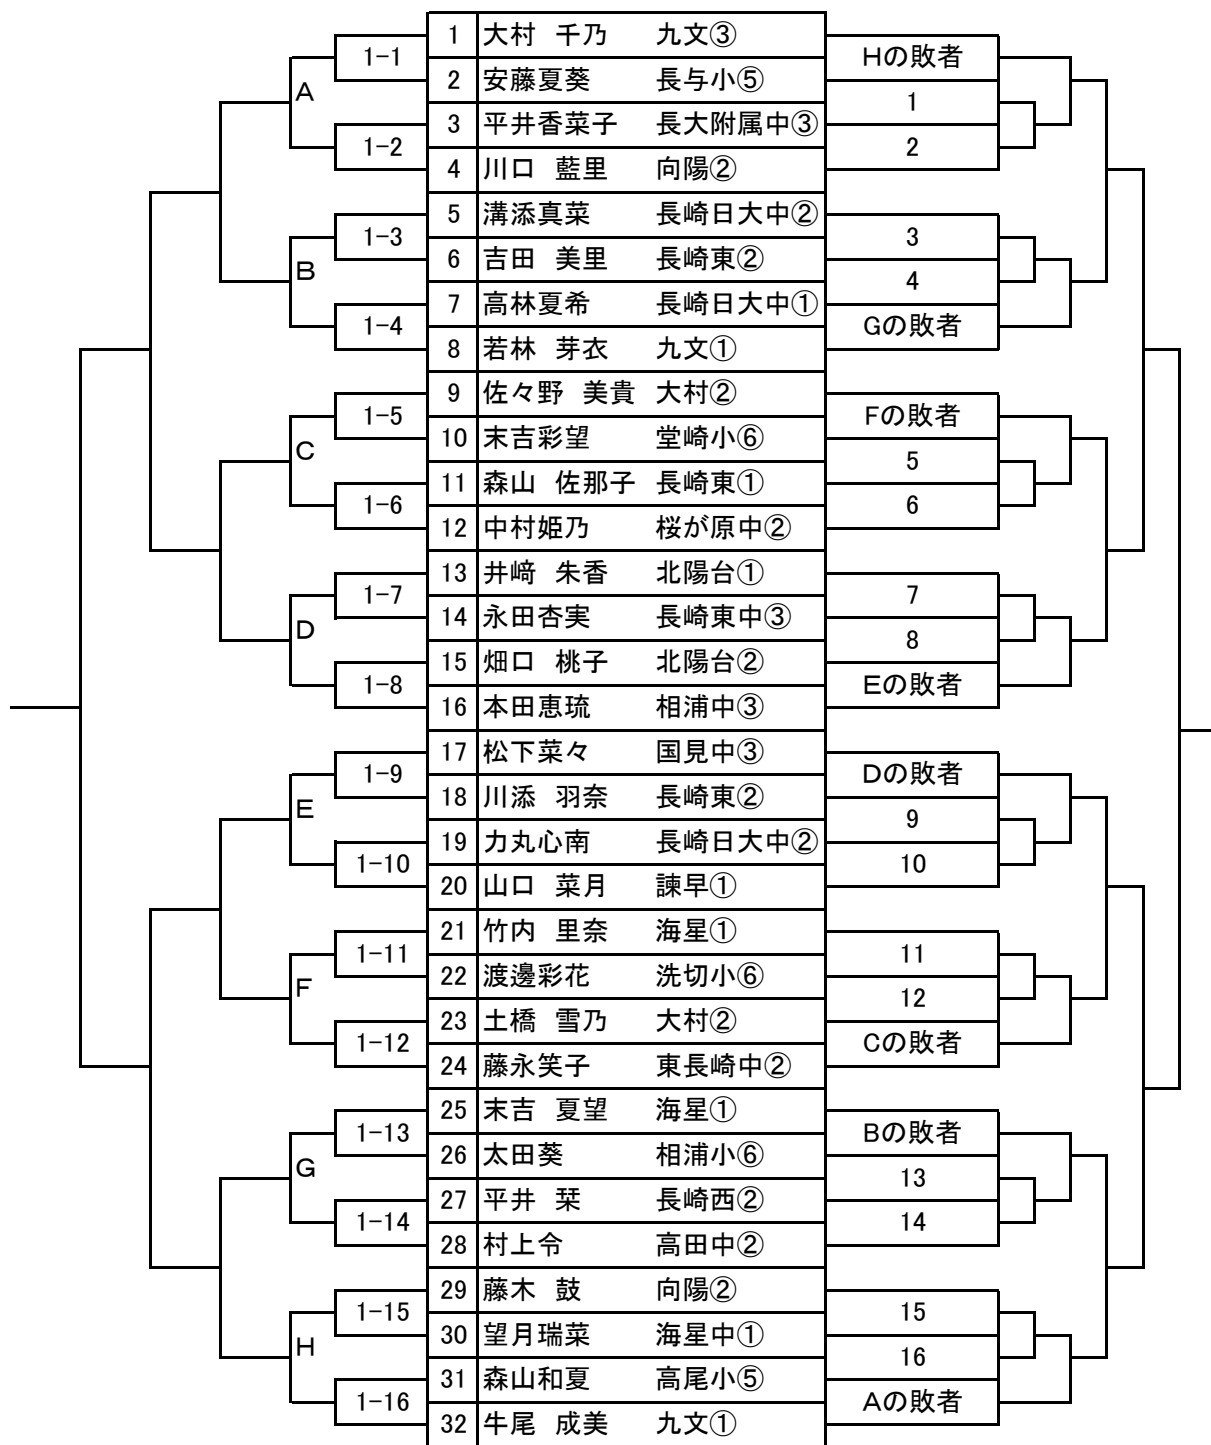 1 大村 千乃 九文③
2 安藤夏葵 長与小⑤
3 平井香菜子 長大附属中③
4 川口 藍里 向陽②
5 溝添真菜 長崎日大中②
6 吉田 美里 長崎東②
7 高林夏希 長崎日大中①
8 若林 芽衣 九文①
9 佐々野 美貴 大村②
10 末吉彩望 堂崎小⑥
11 森山 佐那子 長崎東①
12 中村姫乃 桜が原中②
13 井﨑 朱香 北陽台①
14 永田杏実 長崎東中③
15 畑口 桃子 北陽台②
16 本田恵琉 相浦中③
17 松下菜々 国見中③
18 川添 羽奈 長崎東②
19 力丸心南 長崎日大中②
20 山口 菜月 諫早①
21 竹内 里奈 海星①
22 渡邊彩花 洗切小⑥
23 土橋 雪乃 大村②
24 藤永笑子 東長崎中②
25 末吉 夏望 海星①
26 太田葵 相浦小⑥
27 平井 栞 長崎西②
28 村上令 高田中②
29 藤木 鼓 向陽②
30 望月瑞菜 海星中①
31 森山和夏 高尾小⑤
32 牛尾 成美 九文①
A
B
C
D
E
F
G
H
1-1
1-2
1-3
1-4
1-5
1-6
1-7
1-8
1-9
1-10
1-11
1-12
1-13
1-14
1-15
1-16
Hの敗者
1
2
3
4
Gの敗者
Fの敗者
5
6
7
8
Eの敗者
Dの敗者
9
10
11
12
Cの敗者
Bの敗者
13
14
15
16
Aの敗者